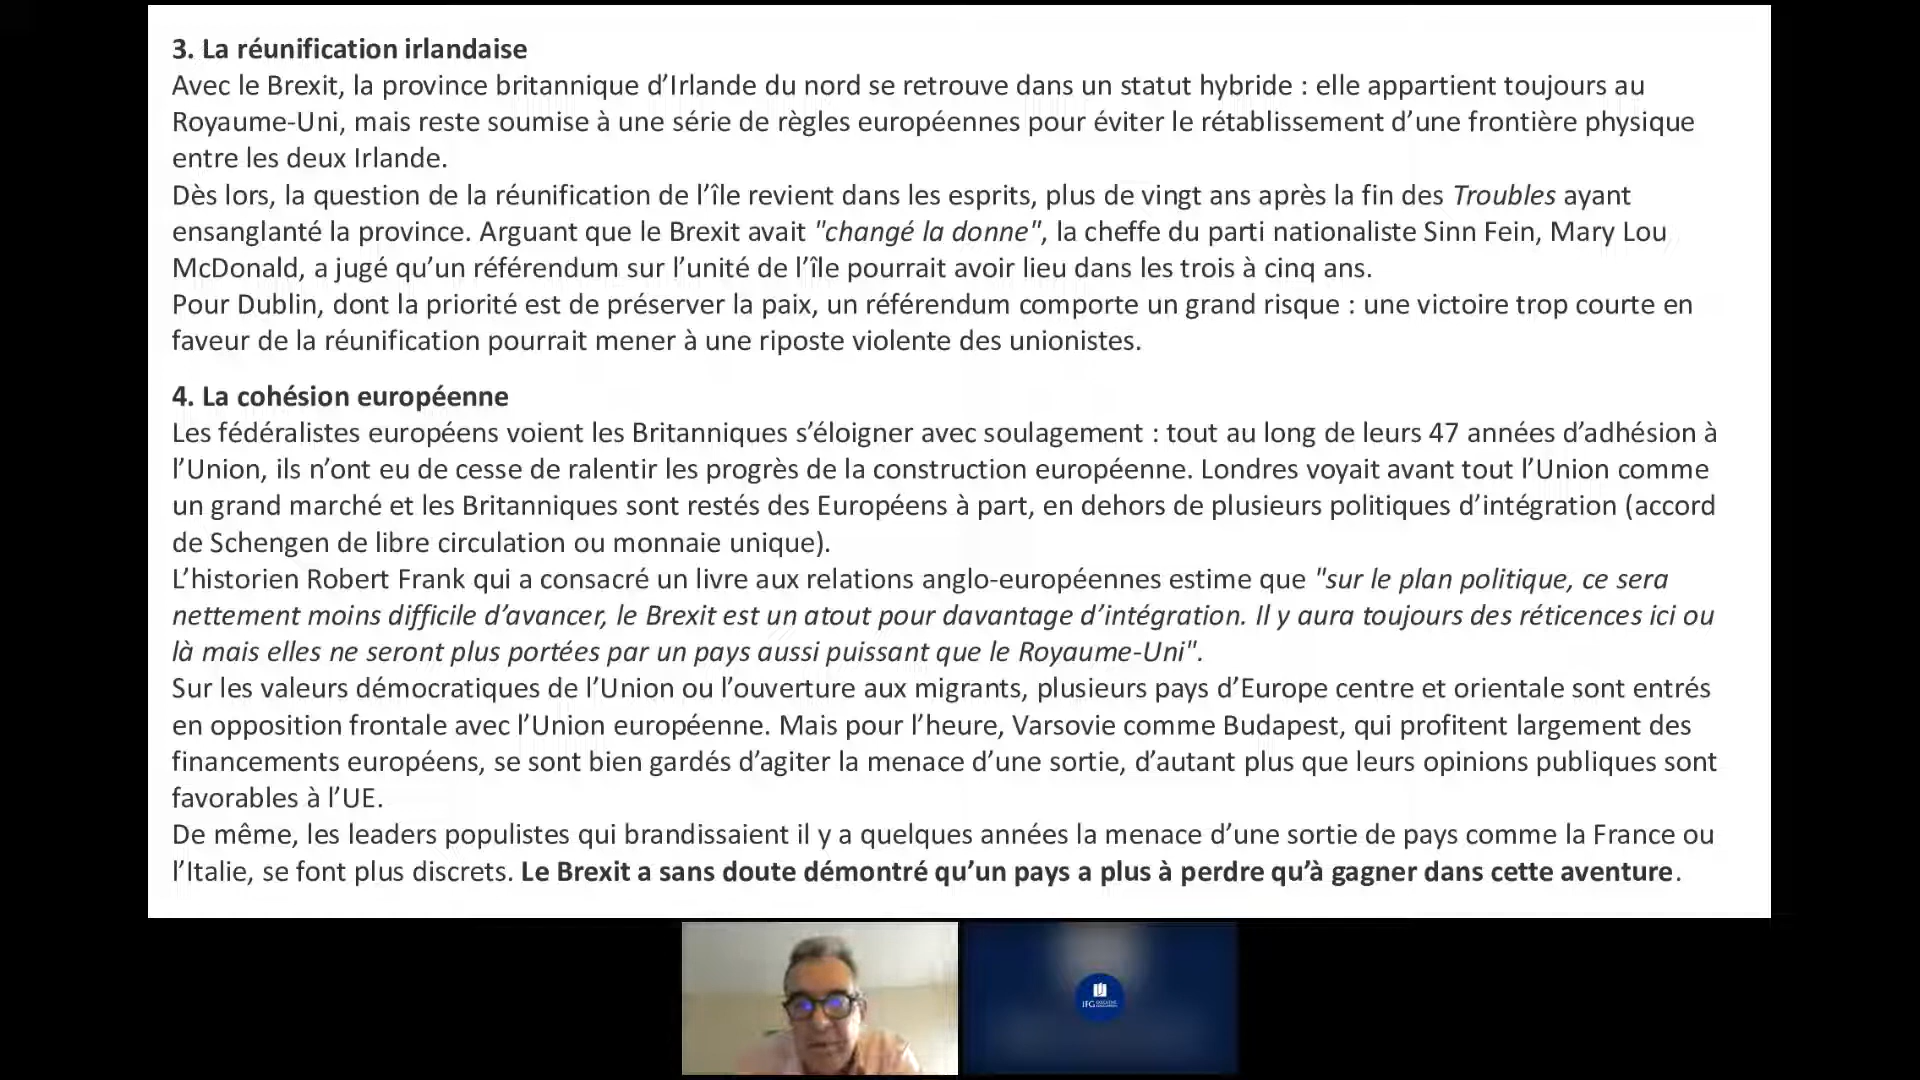 3. La réunification irlandaise
Avec le Brexit, la province britannique d’Irlande du nord se retrouve dans un statut hybride : elle appartient toujours au
Royaume-Uni, mais reste soumise à une série de règles européennes pour éviter le rétablissement d’une frontière physique
entre les deux Irlande.
Dès lors, la question de la réunification de l’île revient dans les esprits, plus de vingt ans après la fin des Troubles ayant
ensanglanté la province. Arguant que le Brexit avait "changé la donne", la cheffe du parti nationaliste Sinn Fein, Mary Lou
McDonald, a jugé qu’un référendum sur l’unité de l’île pourrait avoir lieu dans les trois à cinq ans.
Pour Dublin, dont la priorité est de préserver la paix, un référendum comporte un grand risque : une victoire trop courte en
faveur de la réunification pourrait mener à une riposte violente des unionistes.
4. La cohésion européenne
Les fédéralistes européens voient les Britanniques s’éloigner avec soulagement : tout au long de leurs 47 années d’adhésion à
l’Union, ils n’ont eu de cesse de ralentir les progrès de la construction européenne. Londres voyait avant tout l’Union comme
un grand marché et les Britanniques sont restés des Européens à part, en dehors de plusieurs politiques d’intégration (accord
de Schengen de libre circulation ou monnaie unique).
L’historien Robert Frank qui a consacré un livre aux relations anglo-européennes estime que "sur le plan politique, ce sera
nettement moins difficile d’avancer, le Brexit est un atout pour davantage d’intégration. Il y aura toujours des réticences ici ou
là mais elles ne seront plus portées par un pays aussi puissant que le Royaume-Uni".
Sur les valeurs démocratiques de l’Union ou l’ouverture aux migrants, plusieurs pays d’Europe centre et orientale sont entrés
en opposition frontale avec l’Union européenne. Mais pour l’heure, Varsovie comme Budapest, qui profitent largement des
financements européens, se sont bien gardés d’agiter la menace d’une sortie, d’autant plus que leurs opinions publiques sont
favorables à l’UE.
De même, les leaders populistes qui brandissaient il y a quelques années la menace d’une sortie de pays comme la France ou
l’Italie, se font plus discrets. Le Brexit a sans doute démontré qu’un pays a plus à perdre qu’à gagner dans cette aventure.
IFG